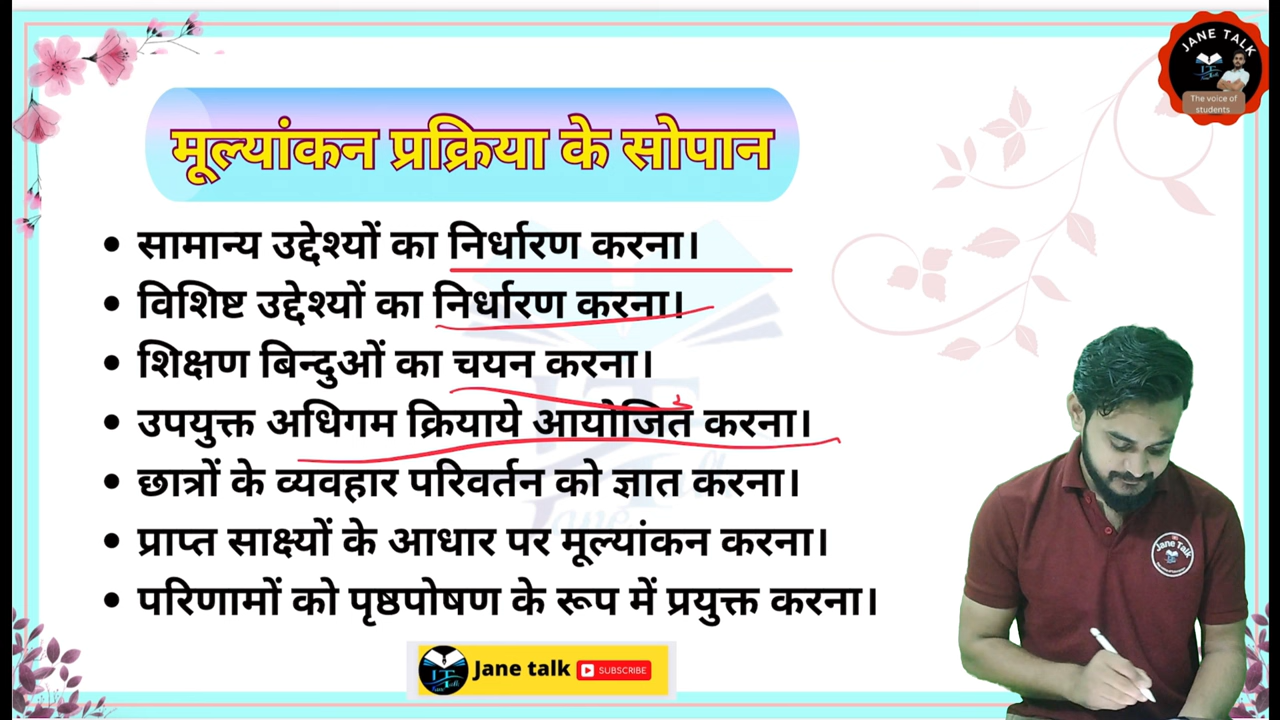 JANE TALK
The voice of
students
मूल्यांकन प्रक्रिया के सोपान
• सामान्य उद्देश्यों का निर्धारण करना।
• विशिष्ट उद्देश्यों का निर्धारण करना।
• शिक्षण बिन्दुओं का चयन करना।
• उपयुक्त अधिगम क्रियाये आयोजित करना।
• छात्रों के व्यवहार परिवर्तन को ज्ञात करना।
• प्राप्त साक्ष्यों के आधार पर मूल्यांकन करना।
• परिणामों को पृष्ठपोषण के रूप में प्रयुक्त करना।
Jane Talk
Jane talk SUBSCRIBE